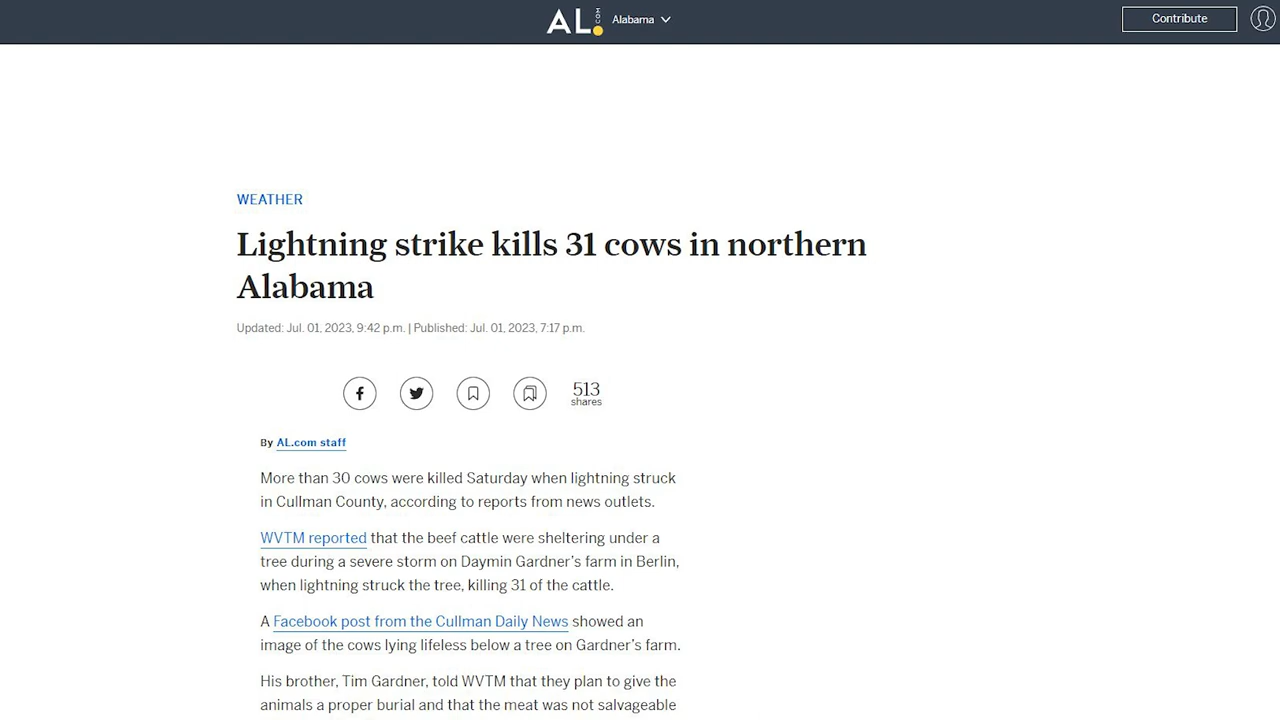 AL.COM Alabama Contribute
WEATHER
Lightning strike kills 31 cows in northern
Alabama
Updated: Jul. 01, 2023, 9:42 p.m. | Published: Jul. 01, 2023, 7:17 p.m.
513
shares
By AL.com staff
More than 30 cows were killed Saturday when lightning struck
in Cullman County, according to reports from news outlets.
WVTM reported that the beef cattle were sheltering under a
tree during a severe storm on Daymin Gardner's farm in Berlin,
when lightning struck the tree, killing 31 of the cattle.
A Facebook post from the Cullman Daily News showed an
image of the cows lying lifeless below a tree on Gardner's farm.
His brother, Tim Gardner, told WVTM that they plan to give the
animals a proper burial and that the meat was not salvageable